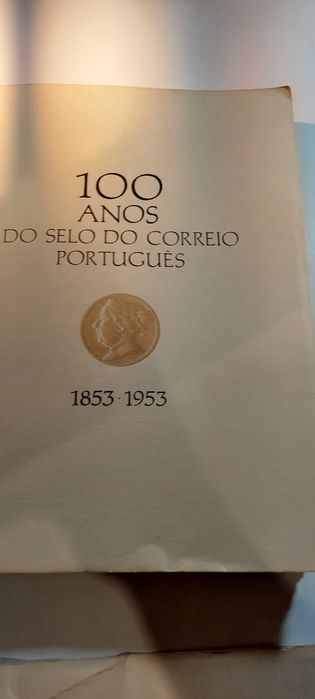 100
ANOS
DO SELO DO CORREIO
PORTUGUÊS
1853 · 1953